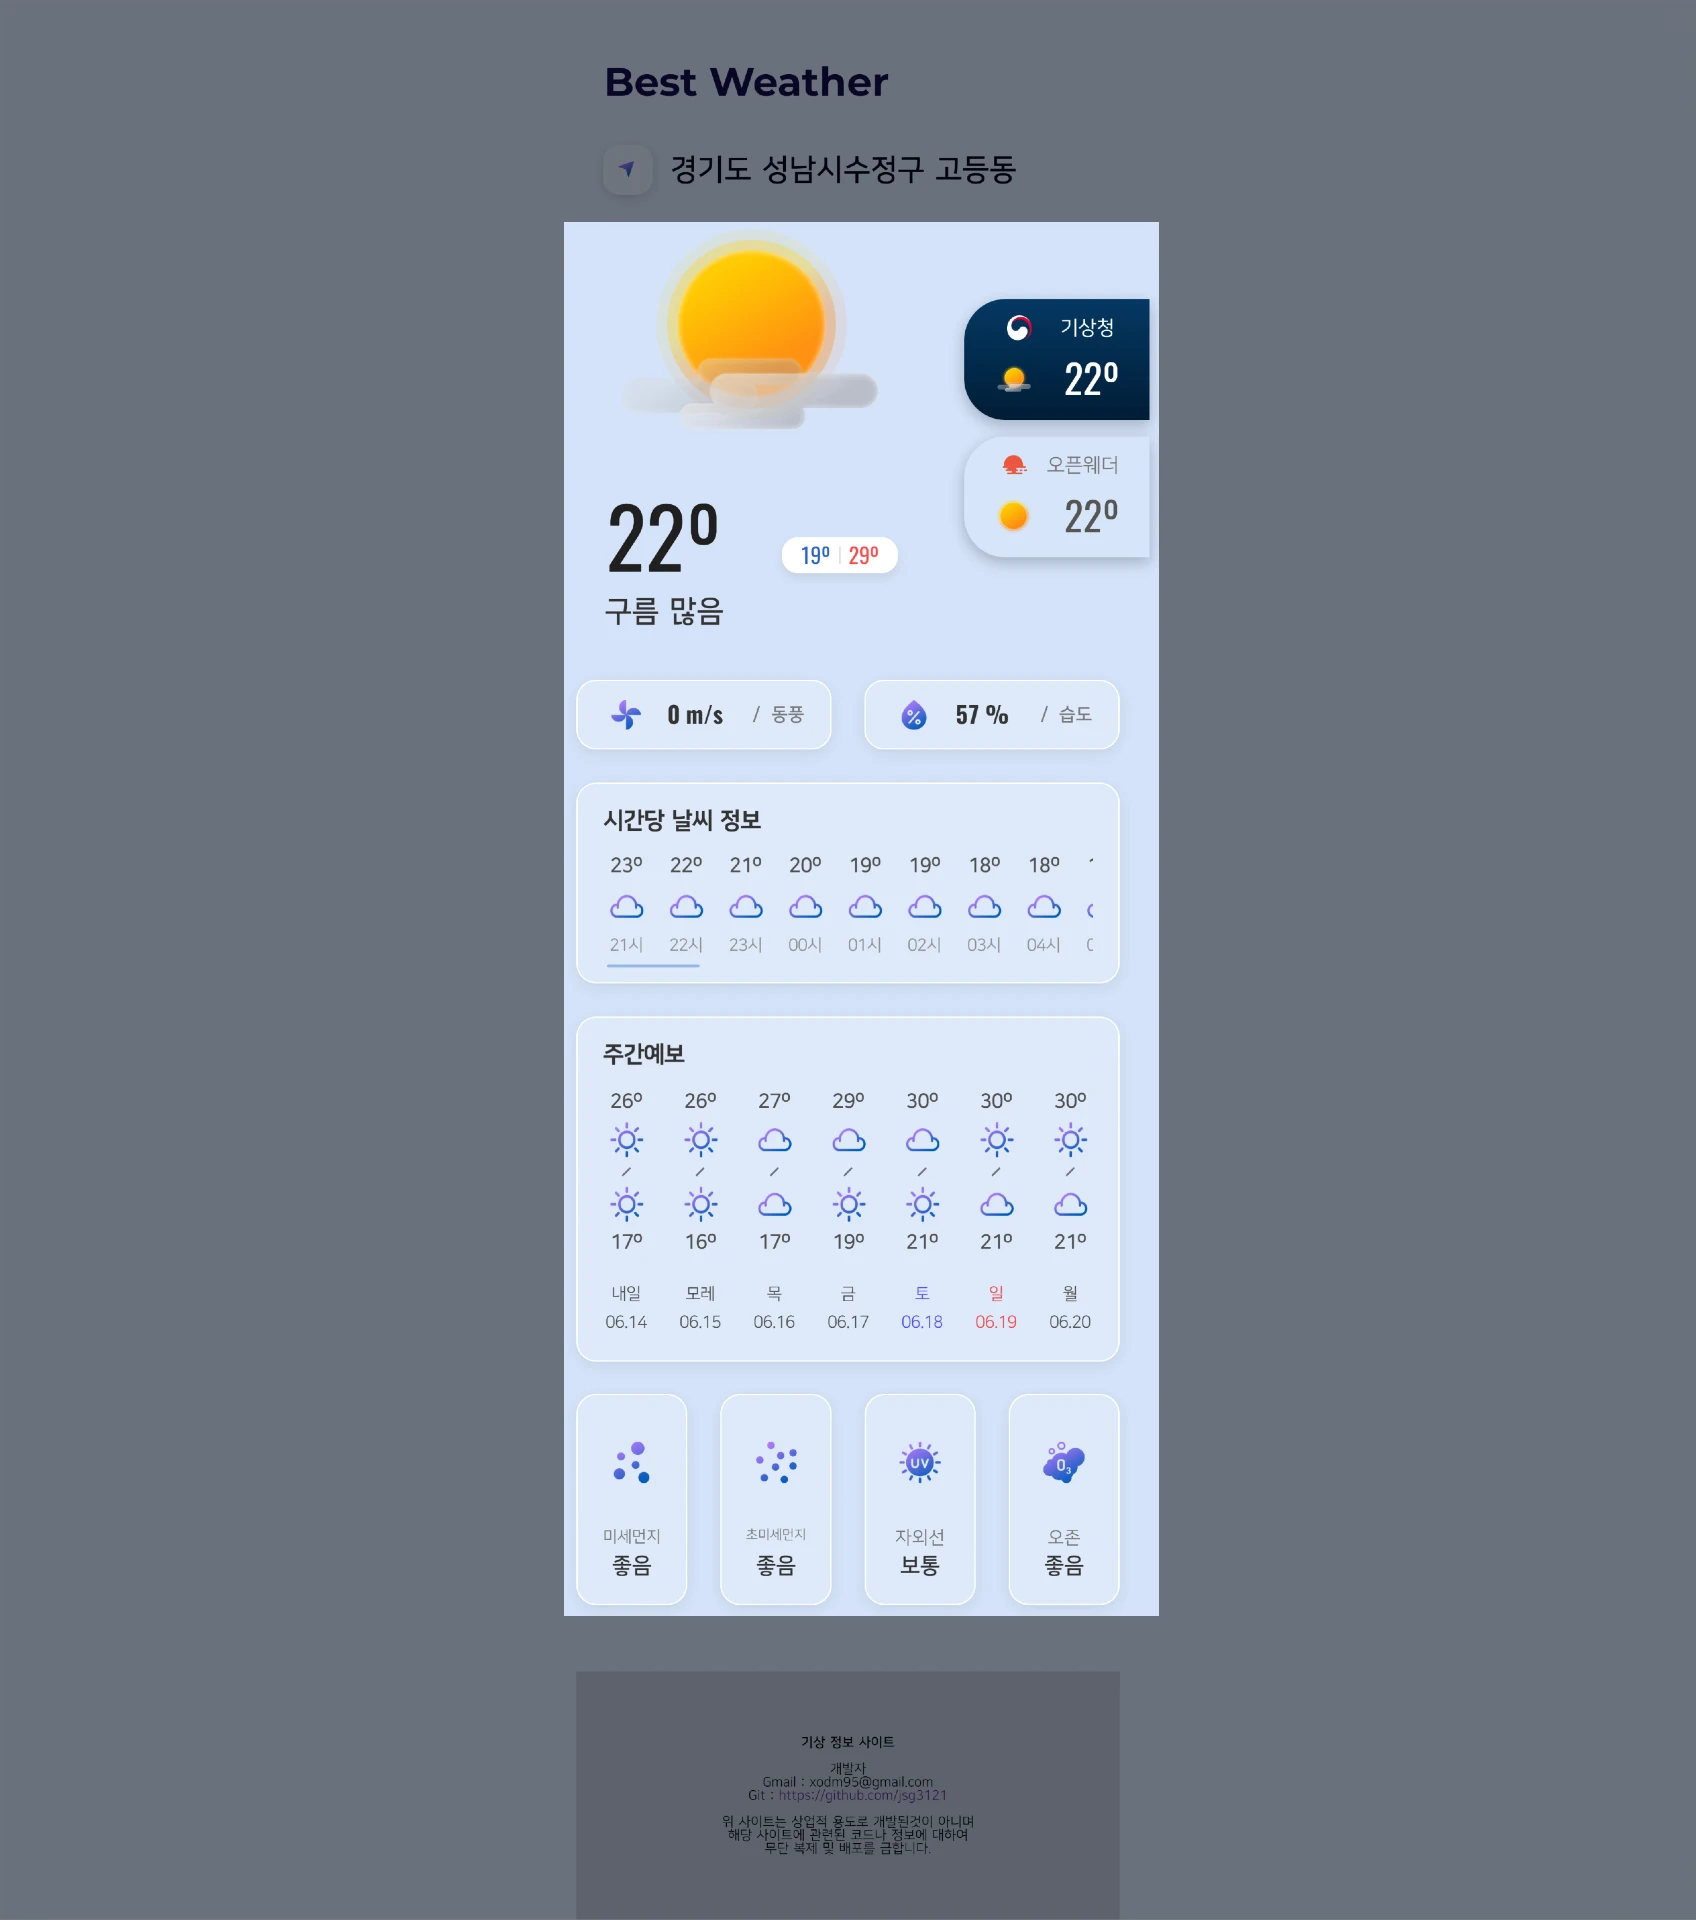 Best Weather
경기도 성남시수정구 고등동
기상청
22º
오픈웨더
22º
22º
19º | 29º
구름 많음
0 m/s / 동풍
57 % / 습도
시간당 날씨 정보
23º 22º 21º 20º 19º 19º 18º 18º
21시 22시 23시 00시 01시 02시 03시 04시
주간예보
26º 26º 27º 29º 30º 30º 30º
17º 16º 17º 19º 21º 21º 21º
내일 모레 목 금 토 일 월
06.14 06.15 06.16 06.17 06.18 06.19 06.20
UV
O3
미세먼지 초미세먼지 자외선 오존
좋음 좋음 보통 좋음
기상 정보 사이트
개발자
Gmail : xodm95@gmail.com
Git : https://github.com/jsg3121
위 사이트는 상업적 용도로 개발된것이 아니며
해당 사이트에 관련된 코드나 정보에 대하여
무단 복제 및 배포를 금합니다.